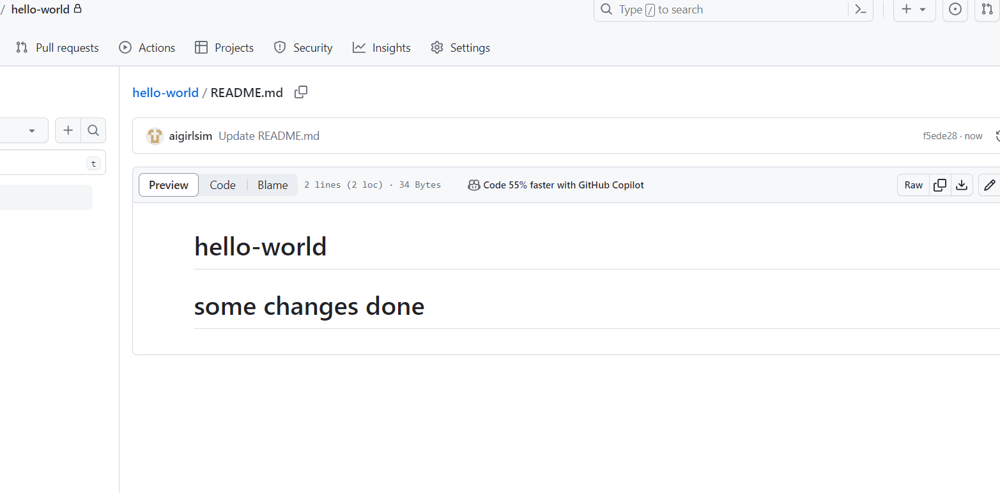 / hello-world
Type / to search
Pull requests Actions Projects Security Insights Settings
hello-world / README.md
aigirlsim Update README.md f5ede28 · now
t
Preview Code Blame 2 lines (2 loc) · 34 Bytes Code 55% faster with GitHub Copilot Raw
hello-world
some changes done